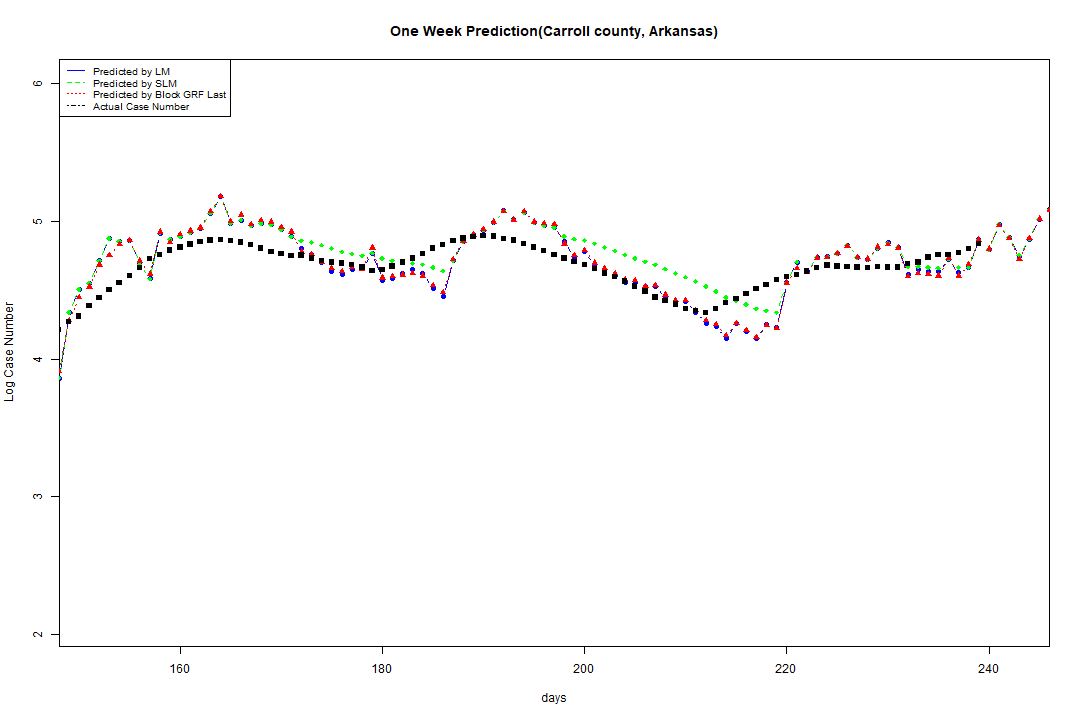 One Week Prediction(Carroll county, Arkansas)
Predicted by LM
Predicted by SLM
Predicted by Block GRF Last
Actual Case Number
6
5
4
3
2
Log Case Number
160 180 200 220 240
days